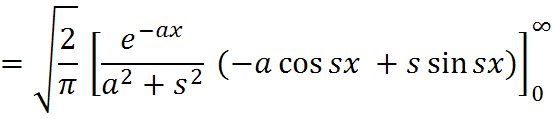 = √(2/π) [ e^{-ax} / (a² + s²) (−a cos sx + s sin sx) ]₀^∞